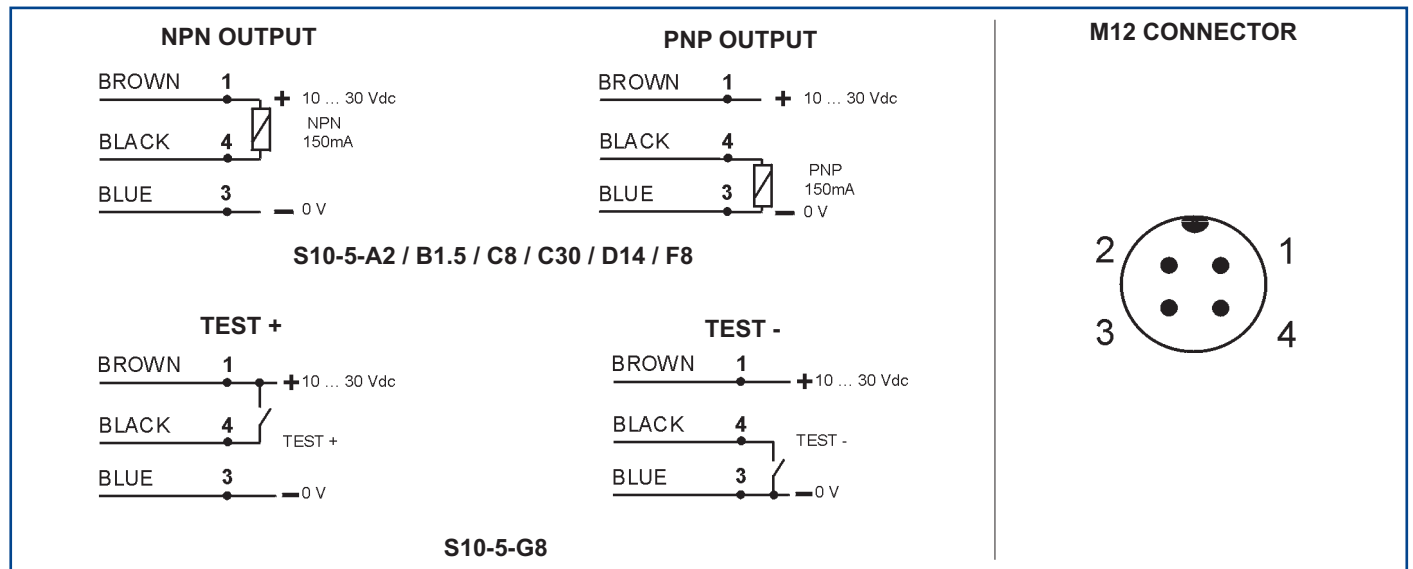 NPN OUTPUT
BROWN 1
+ 10 ... 30 Vdc
NPN
150mA
BLACK 4
BLUE 3
− 0 V
PNP OUTPUT
BROWN 1
+ 10 ... 30 Vdc
BLACK 4
PNP
150mA
BLUE 3
− 0 V
S10-5-A2 / B1.5 / C8 / C30 / D14 / F8
TEST +
BROWN 1
+10 ... 30 Vdc
BLACK 4
TEST +
BLUE 3
−0 V
TEST -
BROWN 1
+10 ... 30 Vdc
BLACK 4
TEST -
BLUE 3
−0 V
S10-5-G8
M12 CONNECTOR
2 1
3 4